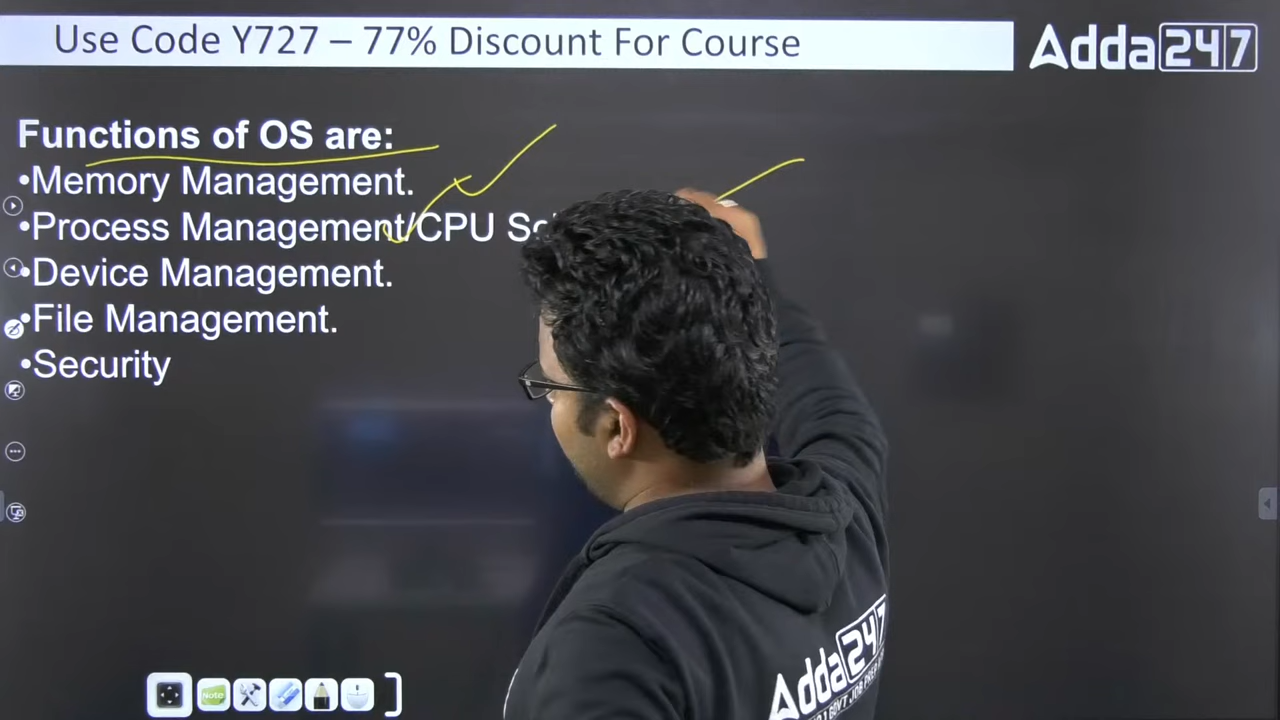 Use Code Y727 – 77% Discount For Course
Adda247
Functions of OS are:
•Memory Management.
•Process Management/CPU
•Device Management.
•File Management.
•Security
Note
Adda247